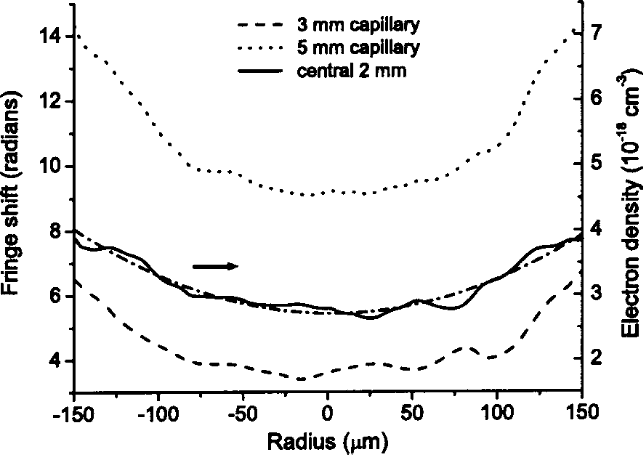 3 mm capillary
5 mm capillary
central 2 mm
Fringe shift (radians)
14
12
10
8
6
4
Electron density (10⁻¹⁸ cm⁻³)
7
6
5
4
3
2
-150 -100 -50 0 50 100 150
Radius (μm)